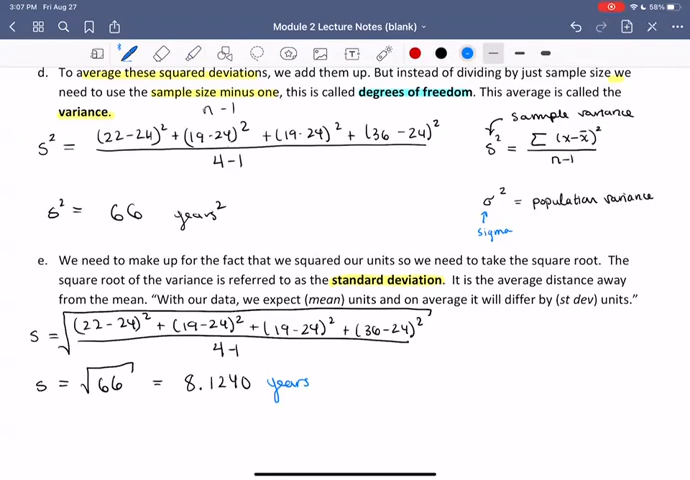 3:07 PM Fri Aug 27
58%
Module 2 Lecture Notes (blank)
d. To average these squared deviations, we add them up. But instead of dividing by just sample size we
need to use the sample size minus one, this is called degrees of freedom. This average is called the
variance.
n - 1
sample variance
s² = (22-24)² + (19-24)² + (19-24)² + (36-24)² / 4-1
s² = Σ(x-x̄)² / n-1
s² = 66 years²
σ² = population variance
sigma
e. We need to make up for the fact that we squared our units so we need to take the square root. The
square root of the variance is referred to as the standard deviation. It is the average distance away
from the mean. “With our data, we expect (mean) units and on average it will differ by (st dev) units.”
s = √((22-24)² + (19-24)² + (19-24)² + (36-24)² / 4-1)
s = √66 = 8.1240 years